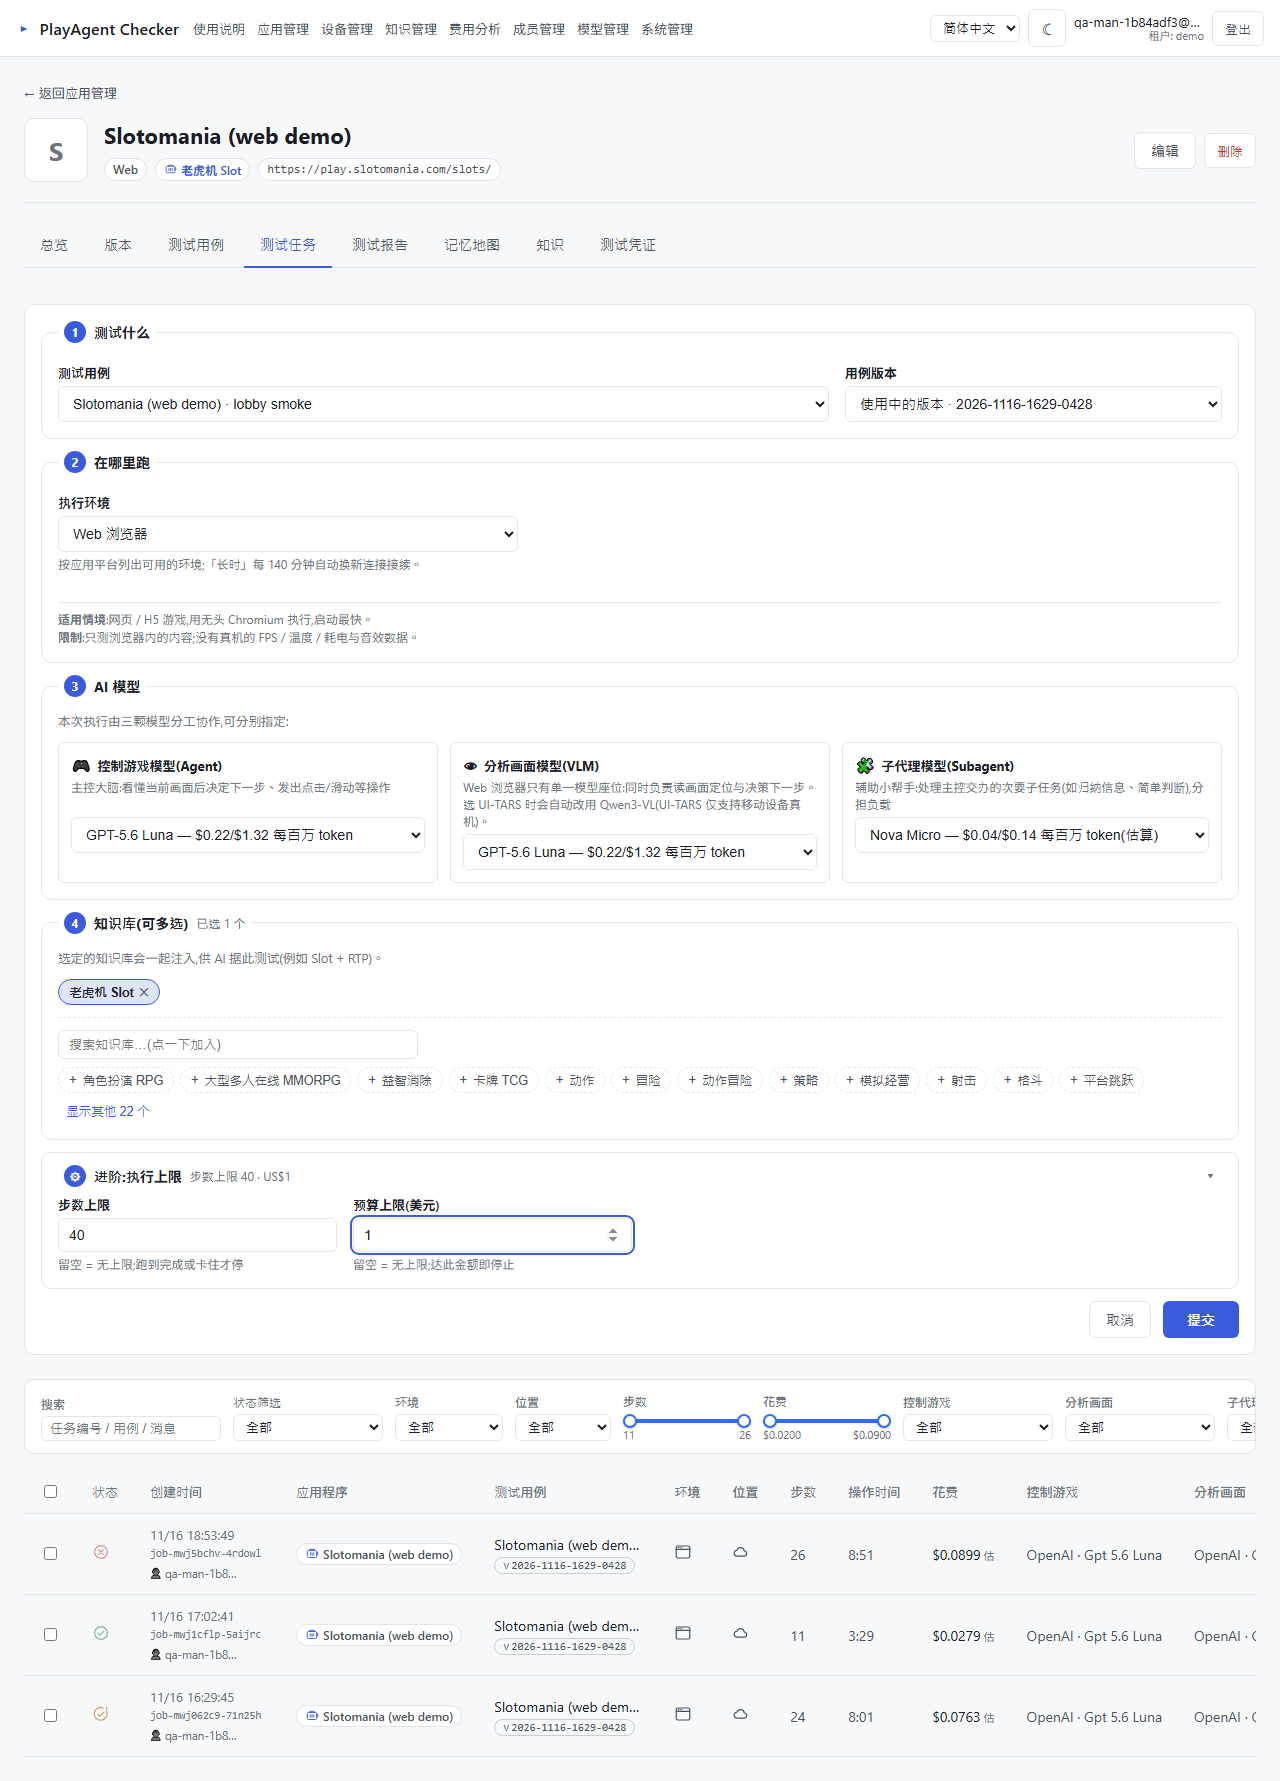 PlayAgent Checker 使用说明 应用管理 设备管理 知识管理 费用分析 成员管理 模型管理 系统管理 简体中文 qa-man-1b84adf3@... 登出
租户: demo
← 返回应用管理
S
Slotomania (web demo)
Web 老虎机 Slot https://play.slotomania.com/slots/
编辑 删除
总览 版本 测试用例 测试任务 测试报告 记忆地图 知识 测试凭证
1 测试什么
测试用例 用例版本
Slotomania (web demo) · lobby smoke 使用中的版本 · 2026-1116-1629-0428
2 在哪里跑
执行环境
Web 浏览器
按应用平台列出可用的环境;「长时」每 140 分钟自动换新连接接续。
适用情境:网页 / H5 游戏,用无头 Chromium 执行,启动最快。
限制:只测浏览器内的内容;没有真机的 FPS / 温度 / 耗电与音效数据。
3 AI 模型
本次执行由三颗模型分工协作,可分别指定:
控制游戏模型(Agent)
主控大脑:看懂当前画面后决定下一步、发出点击/滑动等操作
GPT-5.6 Luna — $0.22/$1.32 每百万 token
分析画面模型(VLM)
Web 浏览器只有单一模型座位:同时负责读画面定位与决策下一步。
选 UI-TARS 时会自动改用 Qwen3-VL(UI-TARS 仅支持移动设备真
机)。
GPT-5.6 Luna — $0.22/$1.32 每百万 token
子代理模型(Subagent)
辅助小帮手:处理主控交办的次要子任务(如归纳信息、简单判断),分
担负载
Nova Micro — $0.04/$0.14 每百万 token(估算)
4 知识库(可多选) 已选 1 个
选定的知识库会一起注入,供 AI 据此测试(例如 Slot + RTP)。
老虎机 Slot ×
搜索知识库…(点一下加入)
+ 角色扮演 RPG + 大型多人在线 MMORPG + 益智消除 + 卡牌 TCG + 动作 + 冒险 + 动作冒险 + 策略 + 模拟经营 + 射击 + 格斗 + 平台跳跃
显示其他 22 个
进阶:执行上限 步数上限 40 · US$1
步数上限 预算上限(美元)
40 1
留空 = 无上限;跑到完成或卡住才停 留空 = 无上限;达此金额即停止
取消 提交
搜索 状态筛选 环境 位置 步数 花费 控制游戏 分析画面 子代
任务编号 / 用例 / 消息 全部 全部 全部 11 26 $0.0200 $0.0900 全部 全部
状态 创建时间 应用程序 测试用例 环境 位置 步数 操作时间 花费 控制游戏 分析画面
11/16 18:53:49
job-mwj5bchv-4rdowl
qa-man-1b8...
Slotomania (web demo)
Slotomania (web dem...
v 2026-1116-1629-0428
26 8:51 $0.0899 估 OpenAI · Gpt 5.6 Luna OpenAI ·
11/16 17:02:41
job-mwj1cflp-5aijrc
qa-man-1b8...
Slotomania (web demo)
Slotomania (web dem...
v 2026-1116-1629-0428
11 3:29 $0.0279 估 OpenAI · Gpt 5.6 Luna OpenAI ·
11/16 16:29:45
job-mwj062c9-71n25h
qa-man-1b8...
Slotomania (web demo)
Slotomania (web dem...
v 2026-1116-1629-0428
24 8:01 $0.0763 估 OpenAI · Gpt 5.6 Luna OpenAI ·